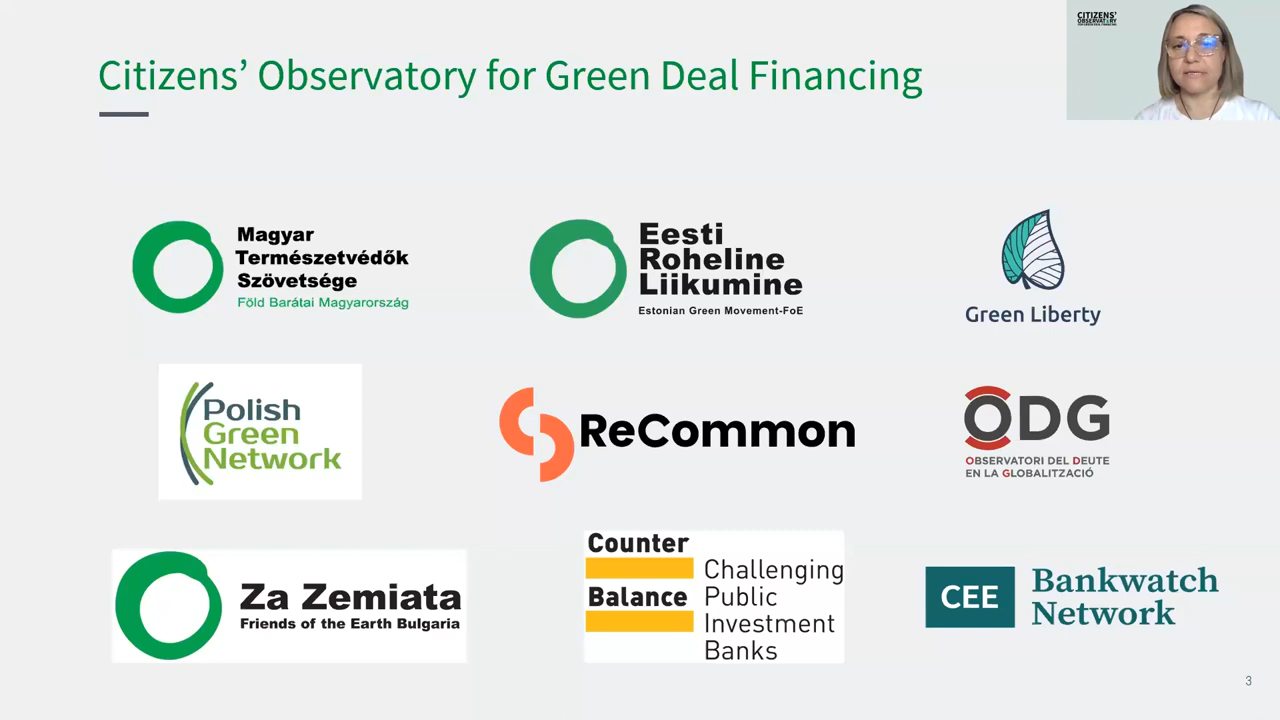 Citizens’ Observatory for Green Deal Financing
CITIZENS’
OBSERVATORY
Magyar
Természetvédők
Szövetsége
Föld Barátai Magyarország
Eesti
Roheline
Liikumine
Estonian Green Movement-FoE
Green Liberty
Polish
Green
Network
ReCommon
ODG
OBSERVATORI DEL DEUTE
EN LA GLOBALITZACIÓ
Za Zemiata
Friends of the Earth Bulgaria
Counter
Balance
Challenging
Public
Investment
Banks
CEE
Bankwatch
Network
3